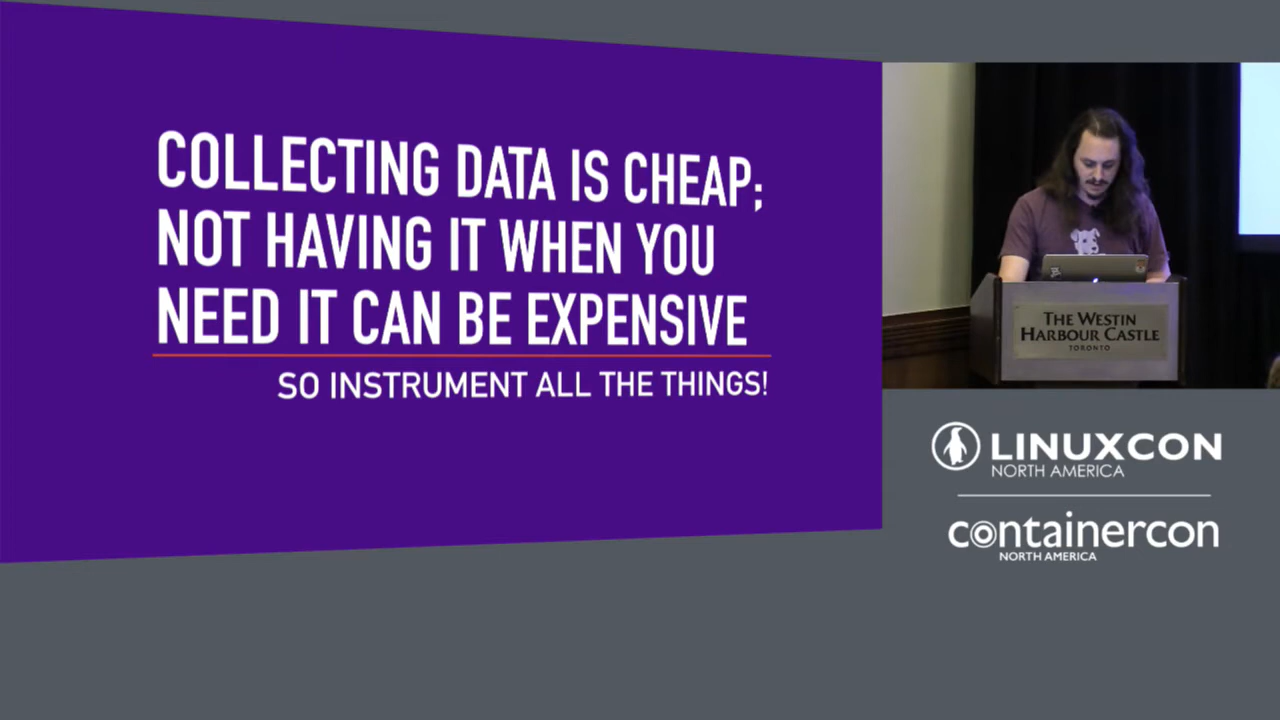 COLLECTING DATA IS CHEAP;
NOT HAVING IT WHEN YOU
NEED IT CAN BE EXPENSIVE
SO INSTRUMENT ALL THE THINGS!
THE WESTIN
HARBOUR CASTLE
TORONTO
LINUXCON
NORTH AMERICA
containercon
NORTH AMERICA